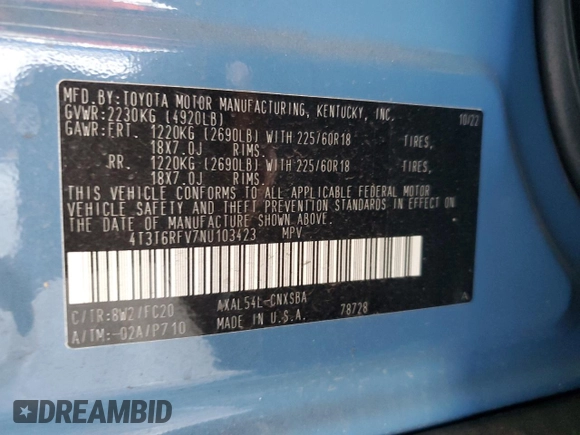 MFD. BY: TOYOTA MOTOR MANUFACTURING, KENTUCKY, INC.
GVWR: 2230KG (4920LB) 10/22
GAWR: FRT. 1220KG (2690LB) WITH 225/60R18 TIRES,
18X7.0J RIMS
RR. 1220KG (2690LB) WITH 225/60R18 TIRES,
18X7.0J RIMS
THIS VEHICLE CONFORMS TO ALL APPLICABLE FEDERAL MOTOR
VEHICLE SAFETY AND THEFT PREVENTION STANDARDS IN EFFECT ON
THE DATE OF MANUFACTURE SHOWN ABOVE.
4T3T6RFV7NU103423 MPV
C/TR: 8W2/FC20 AXAL54L-CNXSBA A
A/TM: -02A/P710 MADE IN U.S.A. 78728
DREAMBID